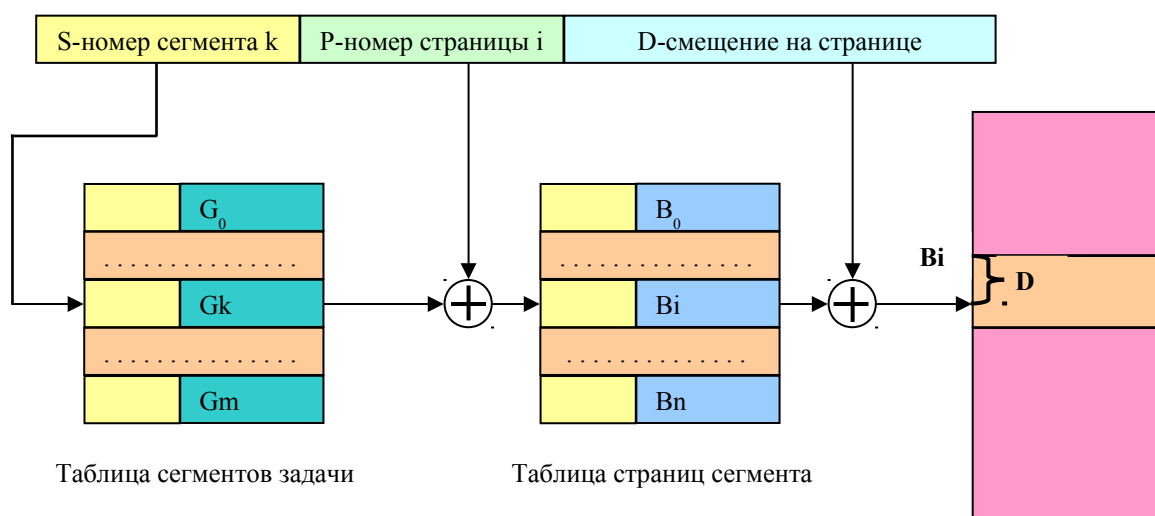 S-номер сегмента k P-номер страницы i D-смещение на странице
G0
. . . . . . . . . . . . . . .
Gk
. . . . . . . . . . . . . . .
Gm
B0
. . . . . . . . . . . . . . .
Bi
. . . . . . . . . . . . . . .
Bn
Bi
D
Таблица сегментов задачи
Таблица страниц сегмента